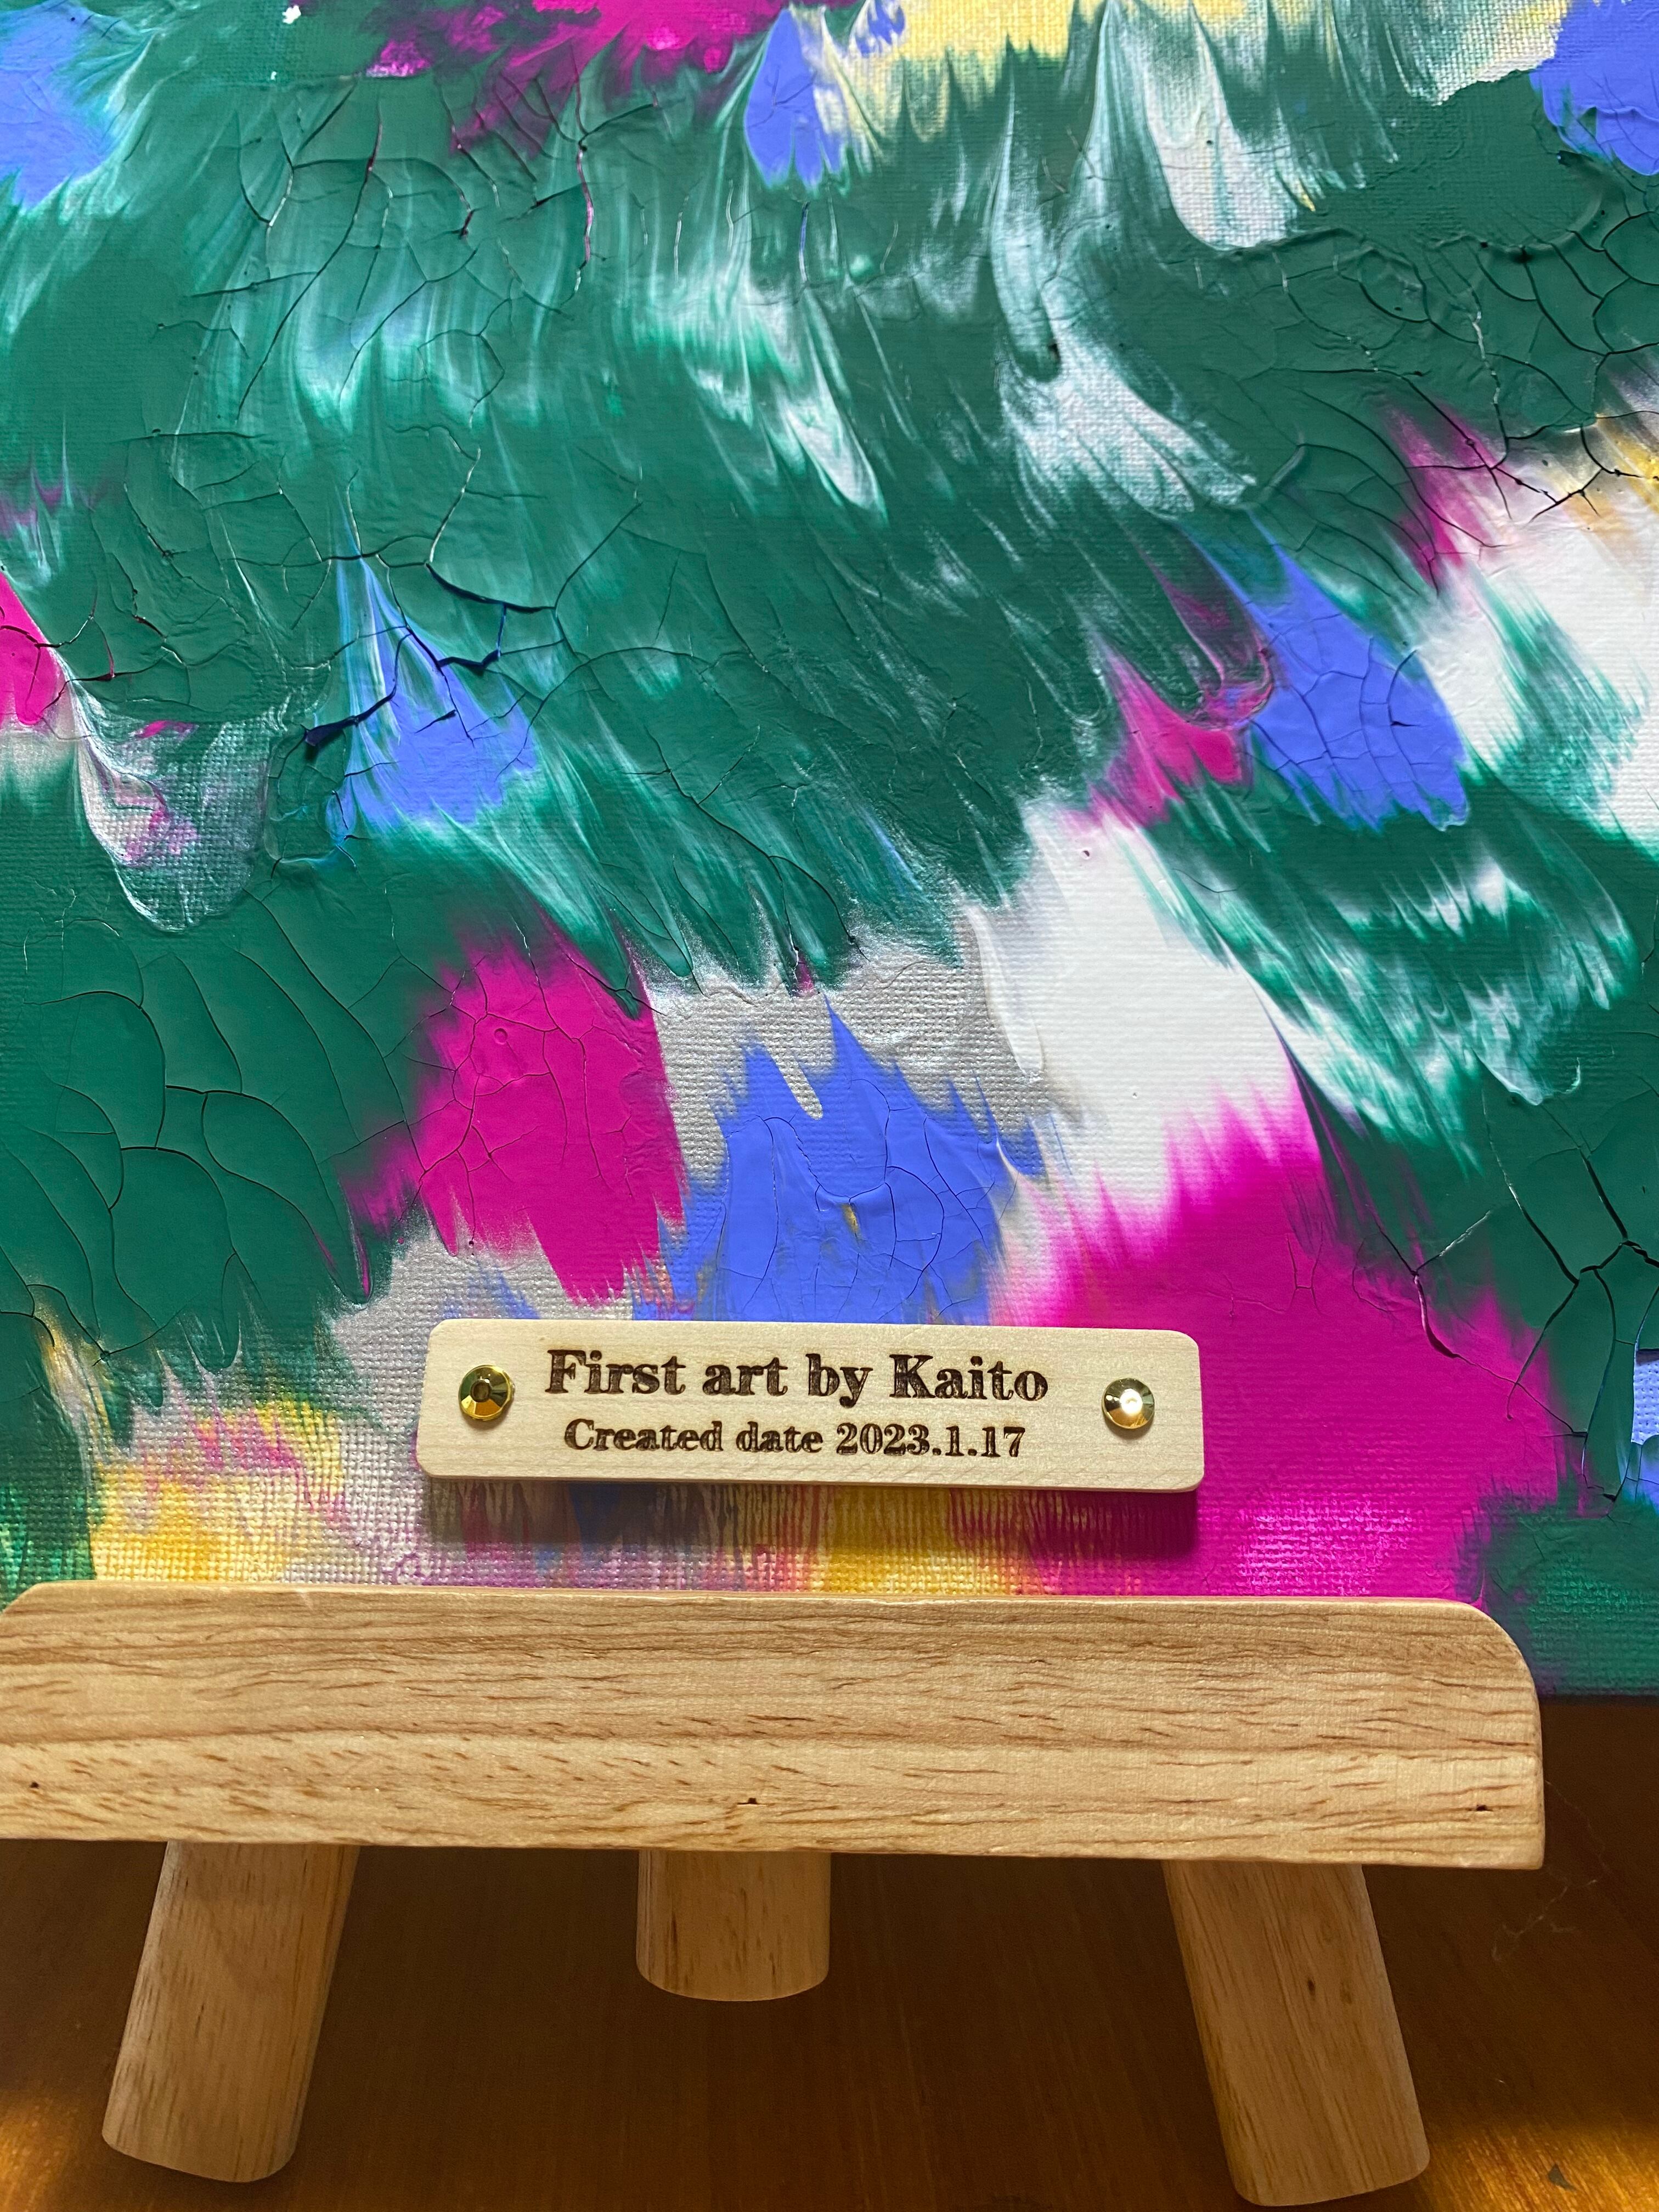 First art by Kaito
Created date 2023.1.17